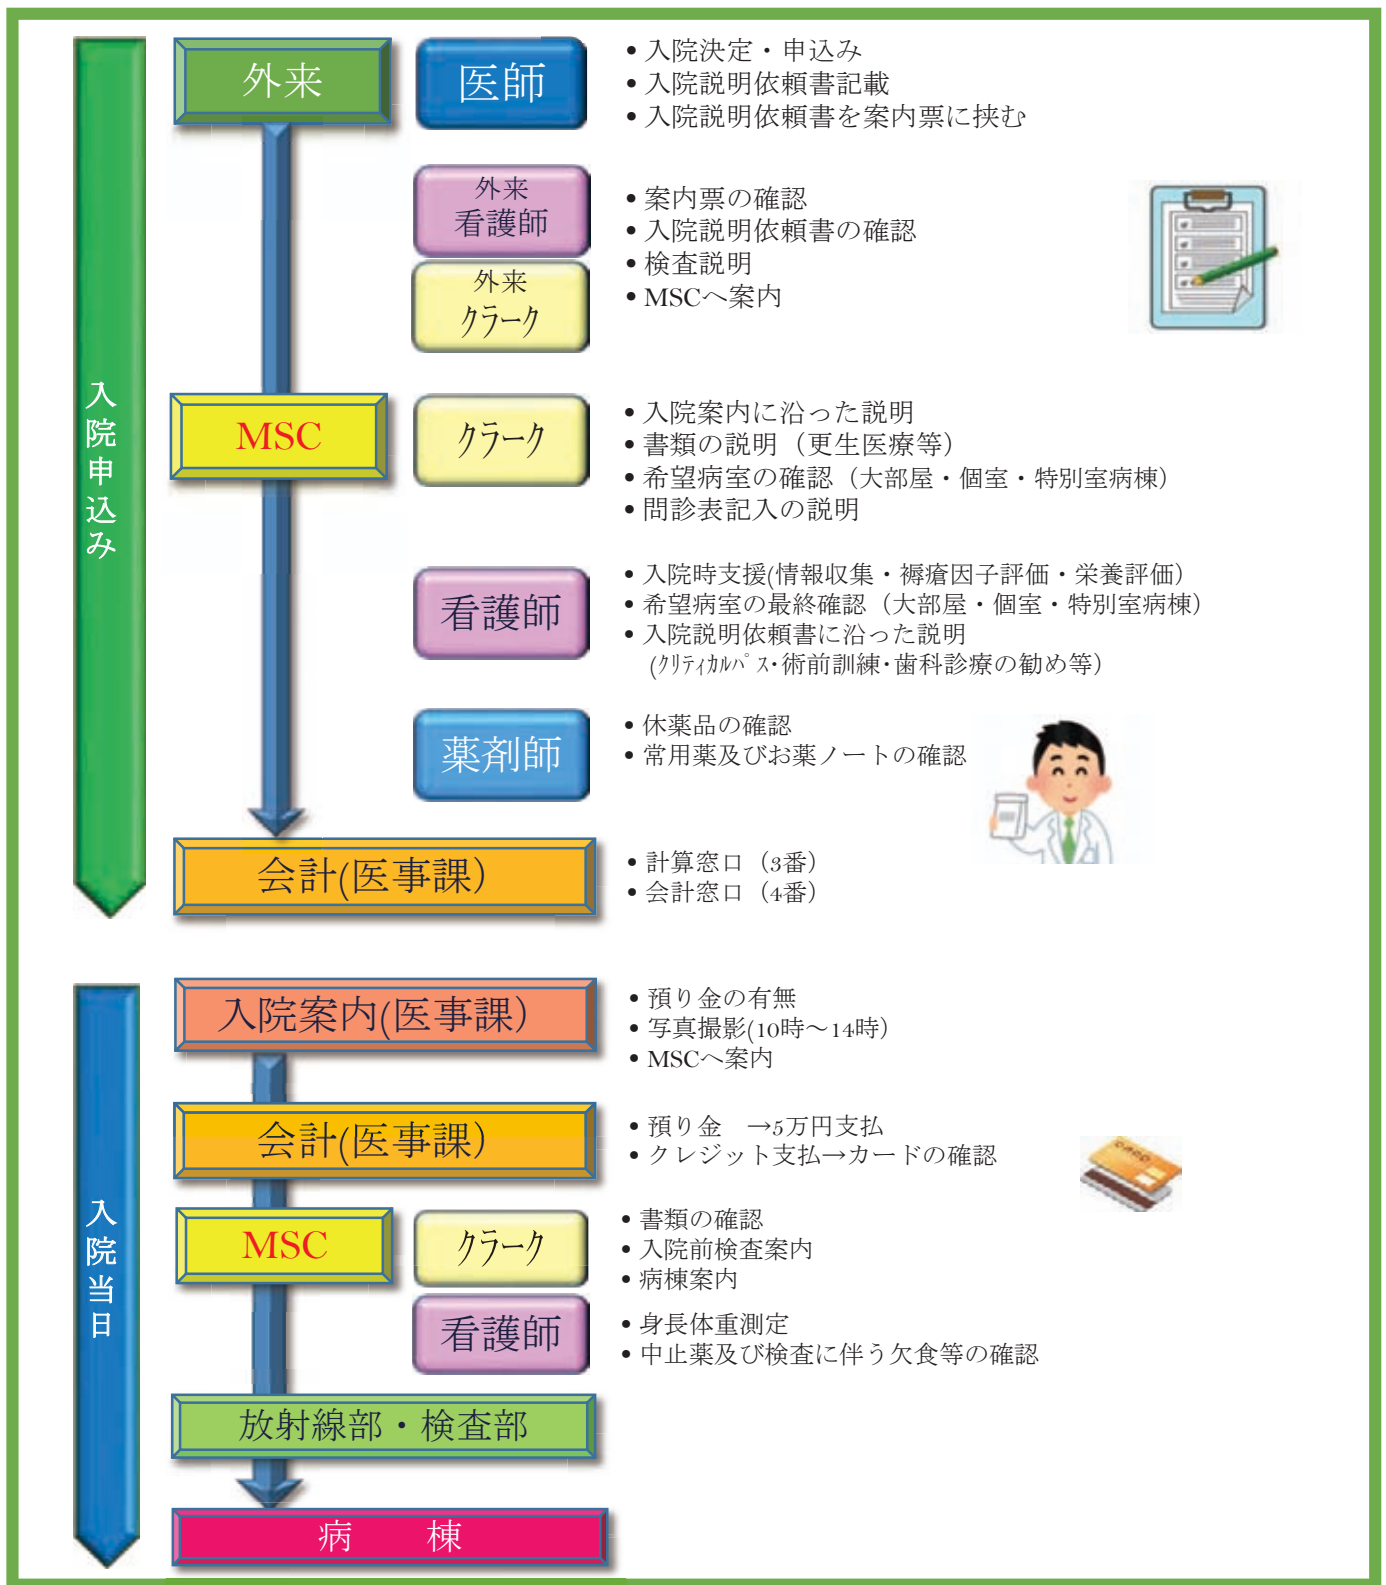 入院申込み
外来
医師
• 入院決定・申込み
• 入院説明依頼書記載
• 入院説明依頼書を案内票に挟む
外来
看護師
外来
クラーク
• 案内票の確認
• 入院説明依頼書の確認
• 検査説明
• MSCへ案内
MSC
クラーク
• 入院案内に沿った説明
• 書類の説明（更生医療等）
• 希望病室の確認（大部屋・個室・特別室病棟）
• 問診表記入の説明
看護師
• 入院時支援(情報収集・褥瘡因子評価・栄養評価）
• 希望病室の最終確認（大部屋・個室・特別室病棟）
• 入院説明依頼書に沿った説明
(ｸﾘﾃｨｶﾙﾊﾟｽ･術前訓練･歯科診療の勧め等）
薬剤師
• 休薬品の確認
• 常用薬及びお薬ノートの確認
会計(医事課）
• 計算窓口（3番）
• 会計窓口（4番）
入院当日
入院案内(医事課）
• 預り金の有無
• 写真撮影(10時～14時）
• MSCへ案内
会計(医事課）
• 預り金　→5万円支払
• クレジット支払→カードの確認
MSC
クラーク
• 書類の確認
• 入院前検査案内
• 病棟案内
看護師
• 身長体重測定
• 中止薬及び検査に伴う欠食等の確認
放射線部・検査部
病　　棟